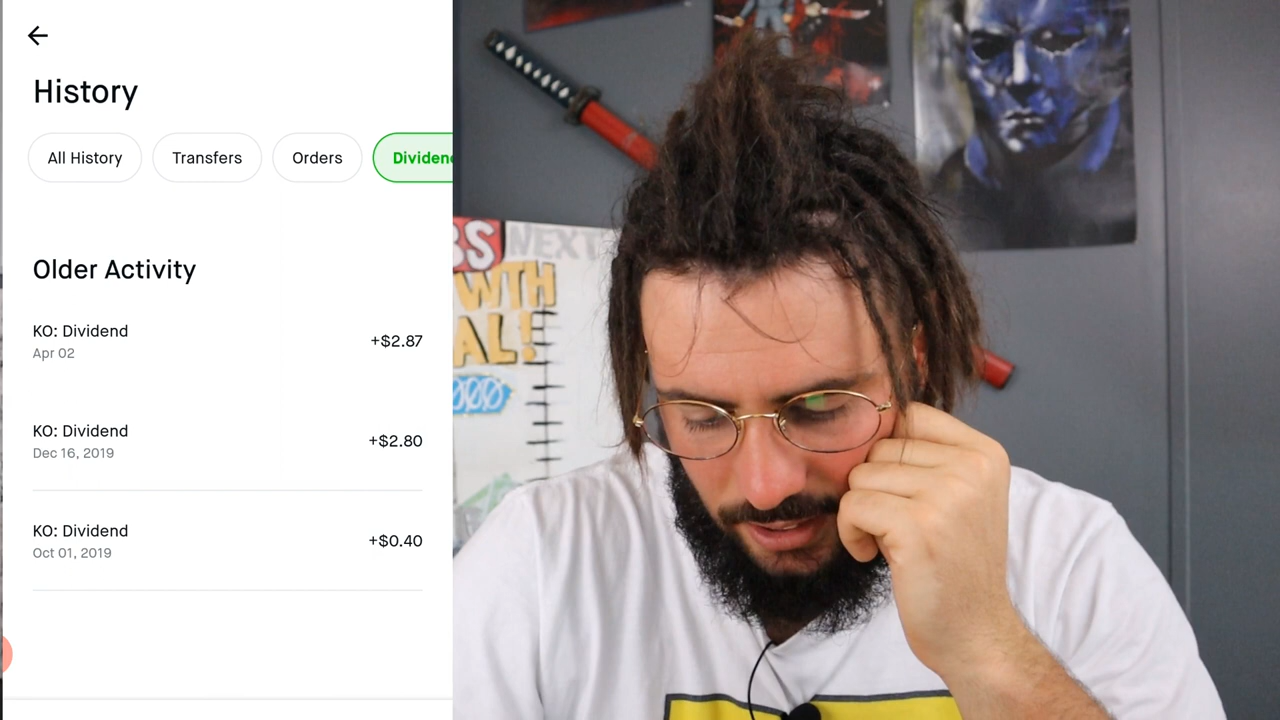 History
All History
Transfers
Orders
Older Activity
KO: Dividend
+$2.87
Apr 02
KO: Dividend
+$2.80
Dec 16, 2019
KO: Dividend
+$0.40
Oct 01, 2019
NEXT